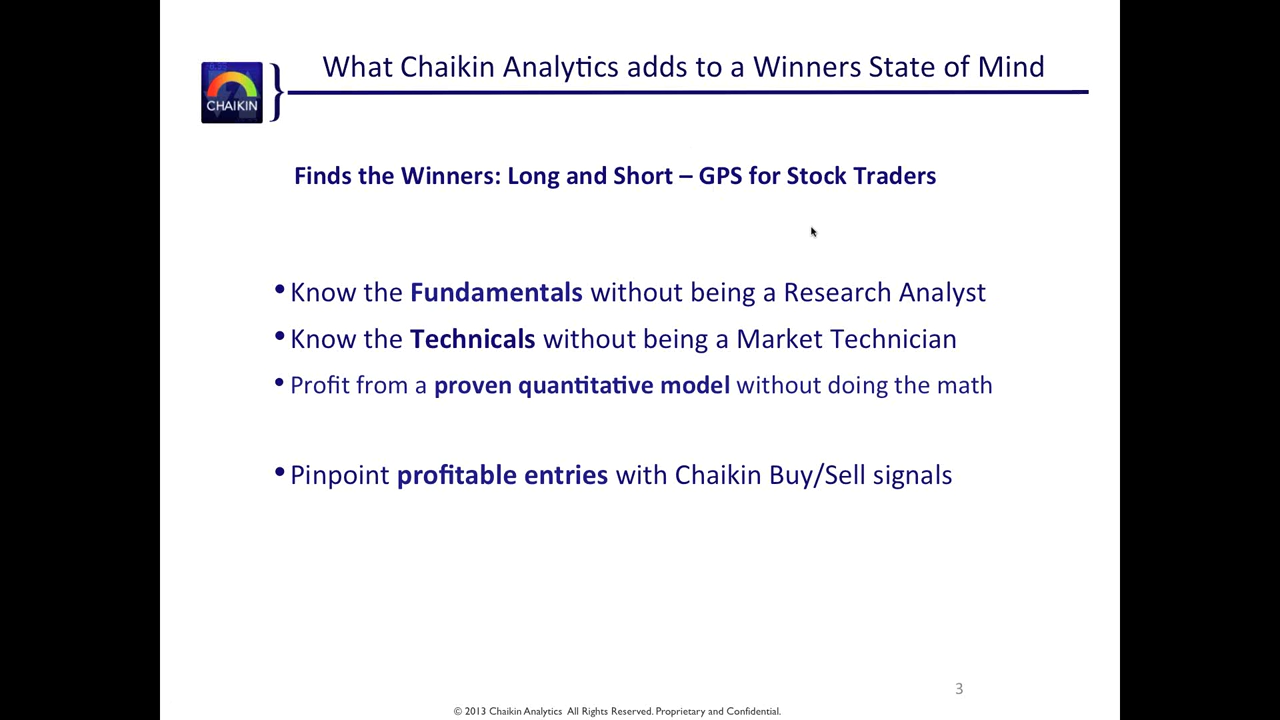 What Chaikin Analytics adds to a Winners State of Mind
CHAIKIN
Finds the Winners: Long and Short – GPS for Stock Traders
• Know the Fundamentals without being a Research Analyst
• Know the Technicals without being a Market Technician
• Profit from a proven quantitative model without doing the math
• Pinpoint profitable entries with Chaikin Buy/Sell signals
3
© 2013 Chaikin Analytics All Rights Reserved. Proprietary and Confidential.